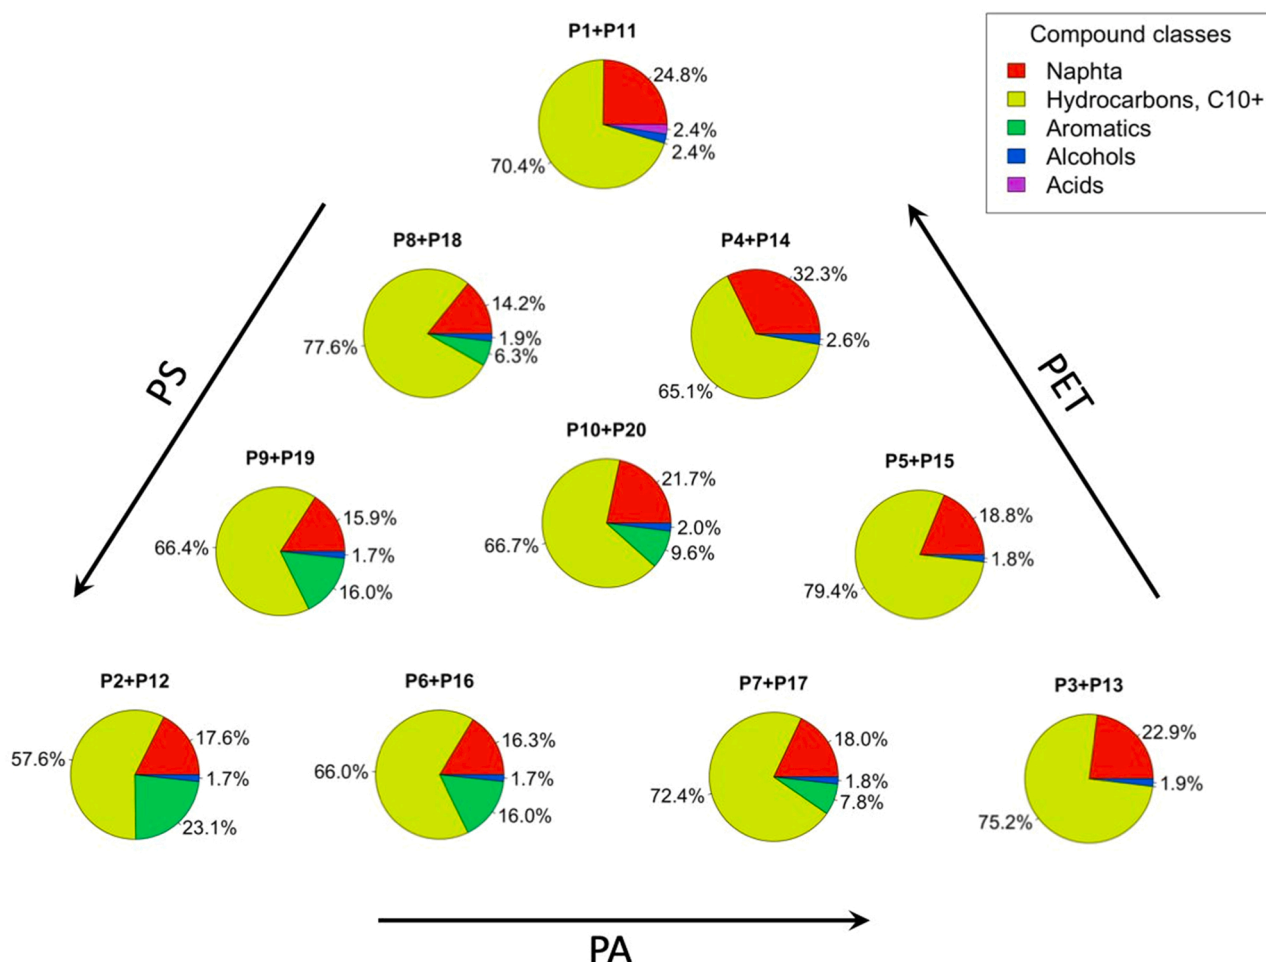 P1+P11
24.8%
2.4%
2.4%
70.4%
Compound classes
Naphta
Hydrocarbons, C10+
Aromatics
Alcohols
Acids
P8+P18
14.2%
1.9%
6.3%
77.6%
P4+P14
32.3%
2.6%
65.1%
PS
PET
P9+P19
15.9%
1.7%
16.0%
66.4%
P10+P20
21.7%
2.0%
9.6%
66.7%
P5+P15
18.8%
1.8%
79.4%
P2+P12
17.6%
1.7%
23.1%
57.6%
P6+P16
16.3%
1.7%
16.0%
66.0%
P7+P17
18.0%
1.8%
7.8%
72.4%
P3+P13
22.9%
1.9%
75.2%
PA